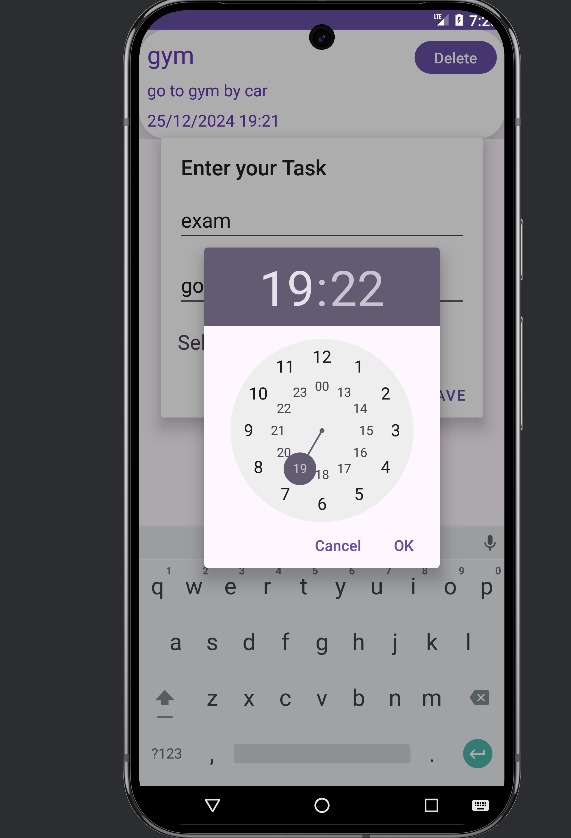 LTE 7:2
gym
Delete
go to gym by car
25/12/2024 19:21
Enter your Task
exam
go
Sel
AVE
19:22
12
11 1
00
23 13
10 2
22 14
9 21 15 3
20 16
8 4
19 18 17
7 5
6
Cancel OK
1 2 3 4 5 6 7 8 9 0
q w e r t y u i o p
a s d f g h j k l
z x c v b n m
?123 , .